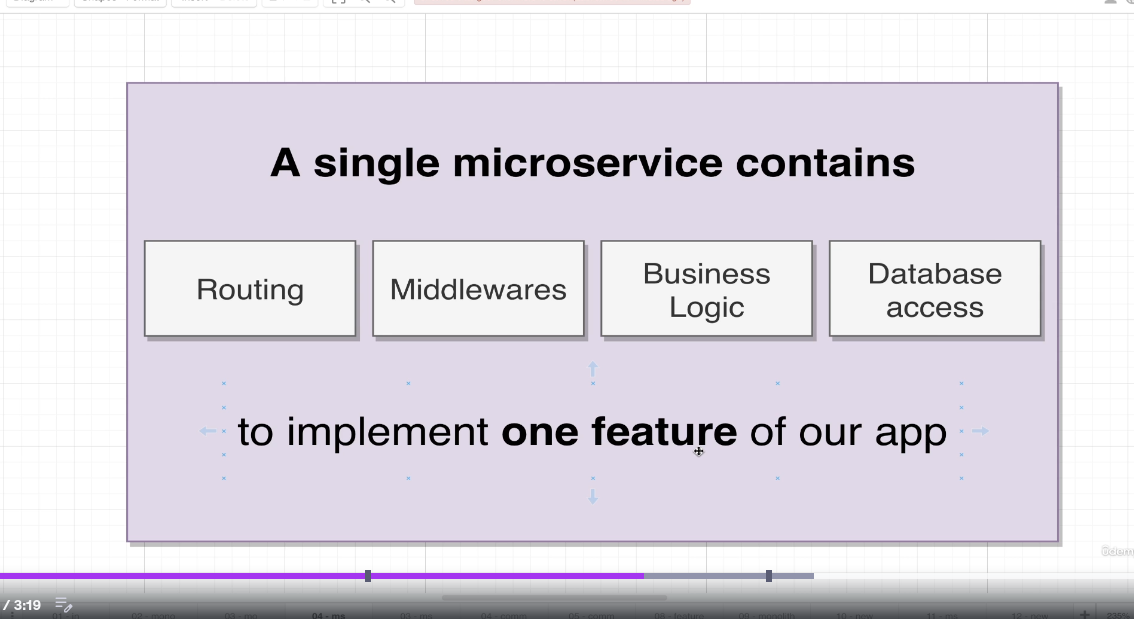 A single microservice contains
Routing
Middlewares
Business
Logic
Database
access
to implement one feature of our app
/ 3:19
04 - ms